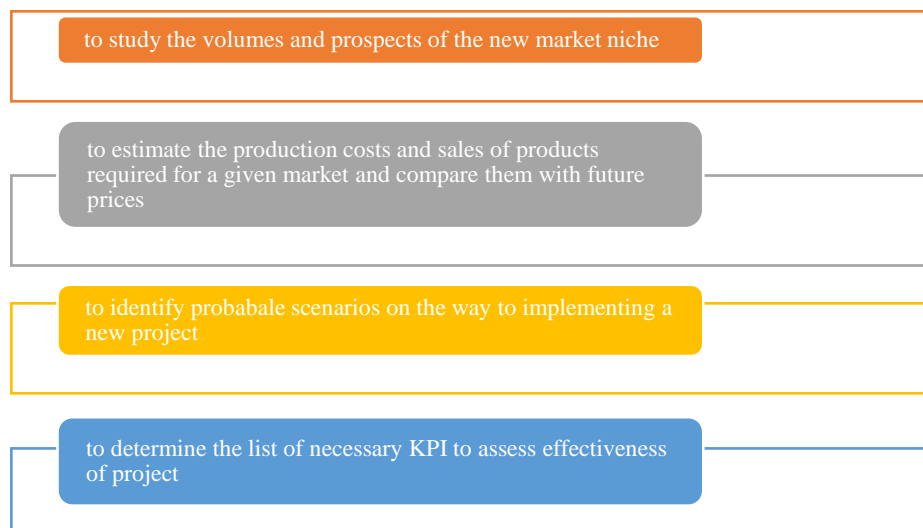 to study the volumes and prospects of the new market niche
to estimate the production costs and sales of products
required for a given market and compare them with future
prices
to identify probabale scenarios on the way to implementing a
new project
to determine the list of necessary KPI to assess effectiveness
of project